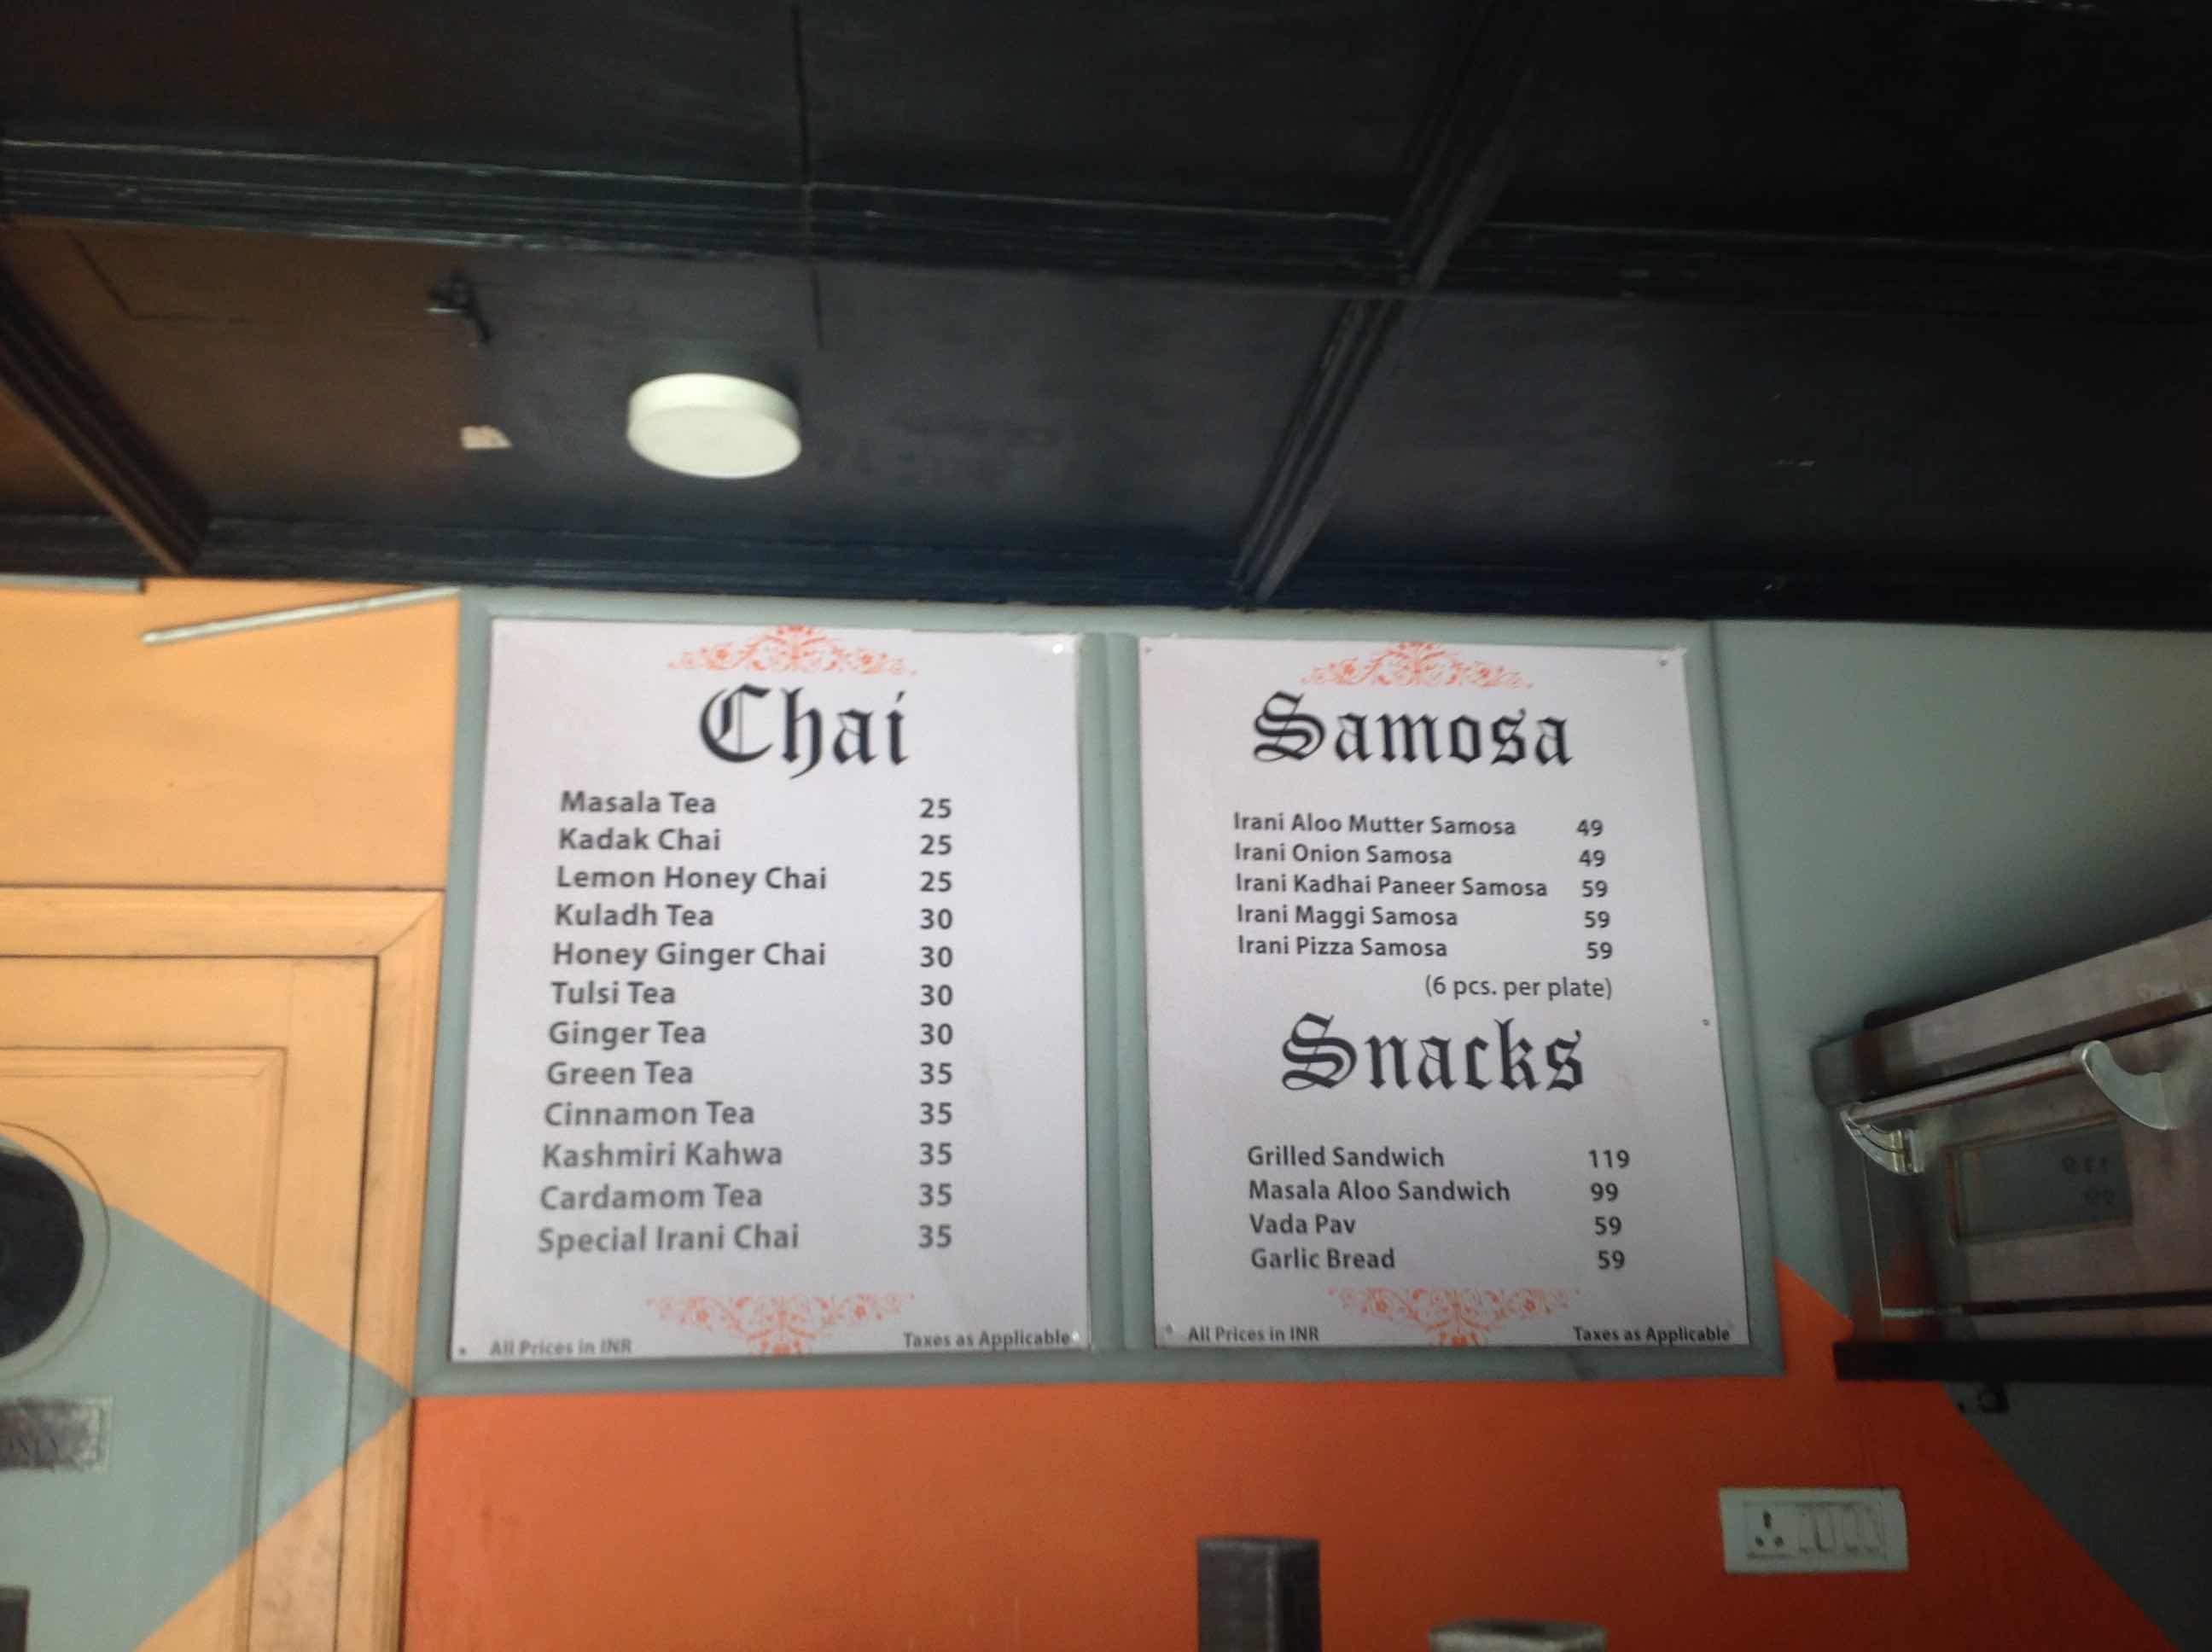 Chai
Masala Tea 25
Kadak Chai 25
Lemon Honey Chai 25
Kuladh Tea 30
Honey Ginger Chai 30
Tulsi Tea 30
Ginger Tea 30
Green Tea 35
Cinnamon Tea 35
Kashmiri Kahwa 35
Cardamom Tea 35
Special Irani Chai 35
All Prices in INR Taxes as Applicable
Samosa
Irani Aloo Mutter Samosa 49
Irani Onion Samosa 49
Irani Kadhai Paneer Samosa 59
Irani Maggi Samosa 59
Irani Pizza Samosa 59
(6 pcs. per plate)
Snacks
Grilled Sandwich 119
Masala Aloo Sandwich 99
Vada Pav 59
Garlic Bread 59
All Prices in INR Taxes as Applicable